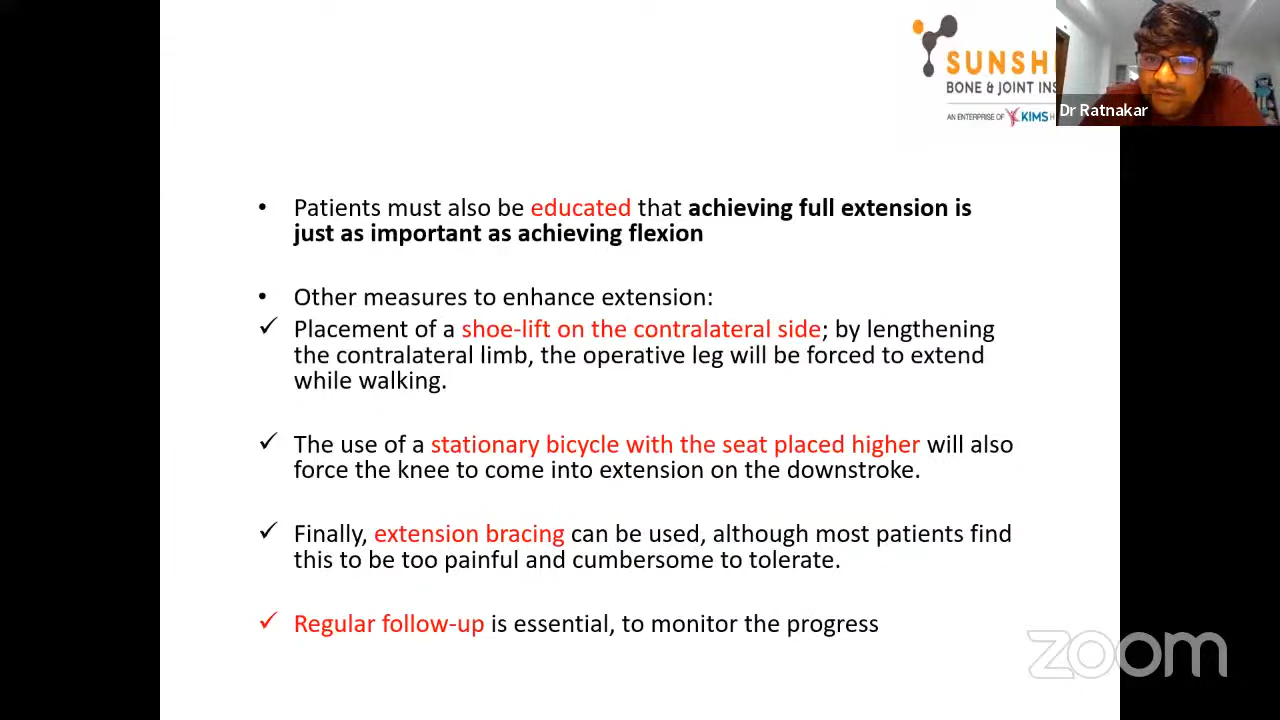 SUNSHI
BONE & JOINT INS
AN ENTERPRISE OF KIMS H
Dr Ratnakar
• Patients must also be educated that achieving full extension is
just as important as achieving flexion
• Other measures to enhance extension:
✓ Placement of a shoe-lift on the contralateral side; by lengthening
the contralateral limb, the operative leg will be forced to extend
while walking.
✓ The use of a stationary bicycle with the seat placed higher will also
force the knee to come into extension on the downstroke.
✓ Finally, extension bracing can be used, although most patients find
this to be too painful and cumbersome to tolerate.
✓ Regular follow-up is essential, to monitor the progress
zoom